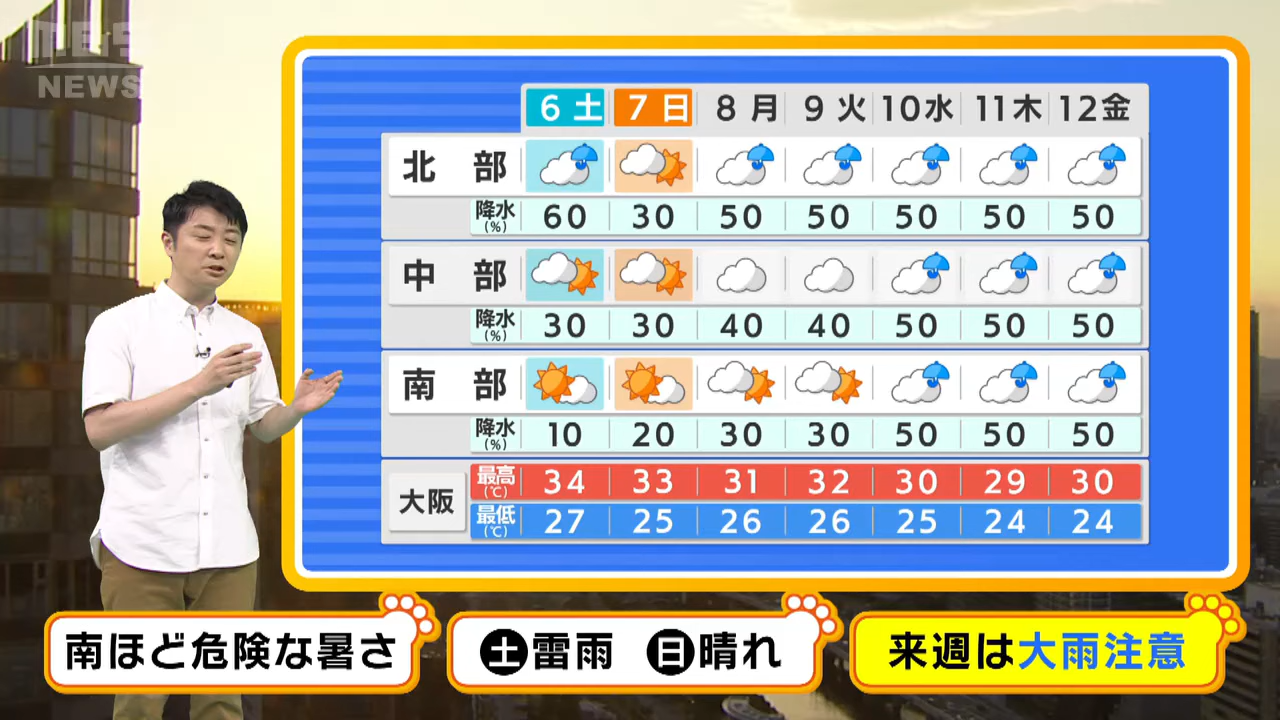 MBS
NEWS
6 土 7 日 8 月 9 火 10 水 11 木 12 金
北 部
降水(%) 60 30 50 50 50 50 50
中 部
降水(%) 30 30 40 40 50 50 50
南 部
降水(%) 10 20 30 30 50 50 50
大阪
最高(℃) 34 33 31 32 30 29 30
最低(℃) 27 25 26 26 25 24 24
南ほど危険な暑さ
土雷雨 日晴れ
来週は大雨注意